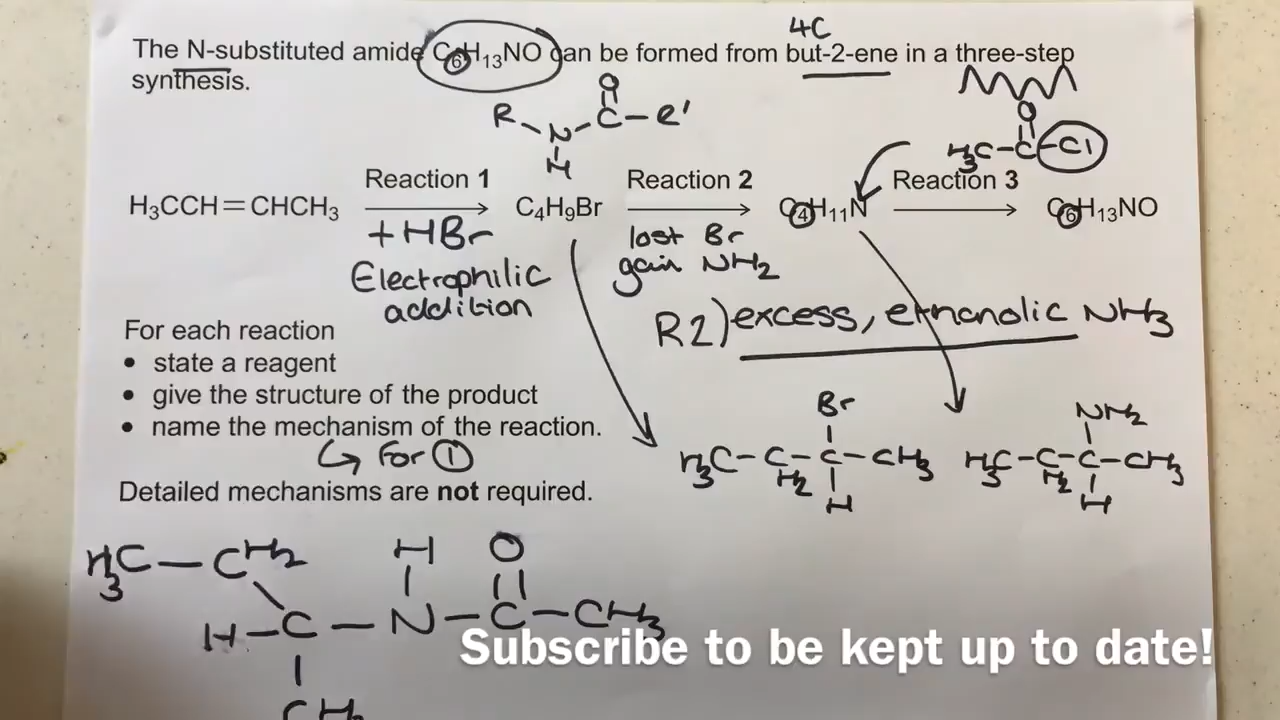 4C
The N-substituted amide C6H13NO can be formed from but-2-ene in a three-step
synthesis.
R-N-C-R'
O
H
O
H3C-C-Cl
Reaction 1 Reaction 2 Reaction 3
H3CCH=CHCH3 C4H9Br C4H11N C6H13NO
+HBr
lost Br
gain NH2
Electrophilic
addition
R2) excess, ethanolic NH3
For each reaction
• state a reagent
• give the structure of the product
• name the mechanism of the reaction.
↳ for ①
Detailed mechanisms are not required.
Br
H3C-C-C-CH3
H2
H
NH2
H3C-C-C-CH3
H2
H
H3C-CH2 H O
H-C-N-C-CH3
Subscribe to be kept up to date!